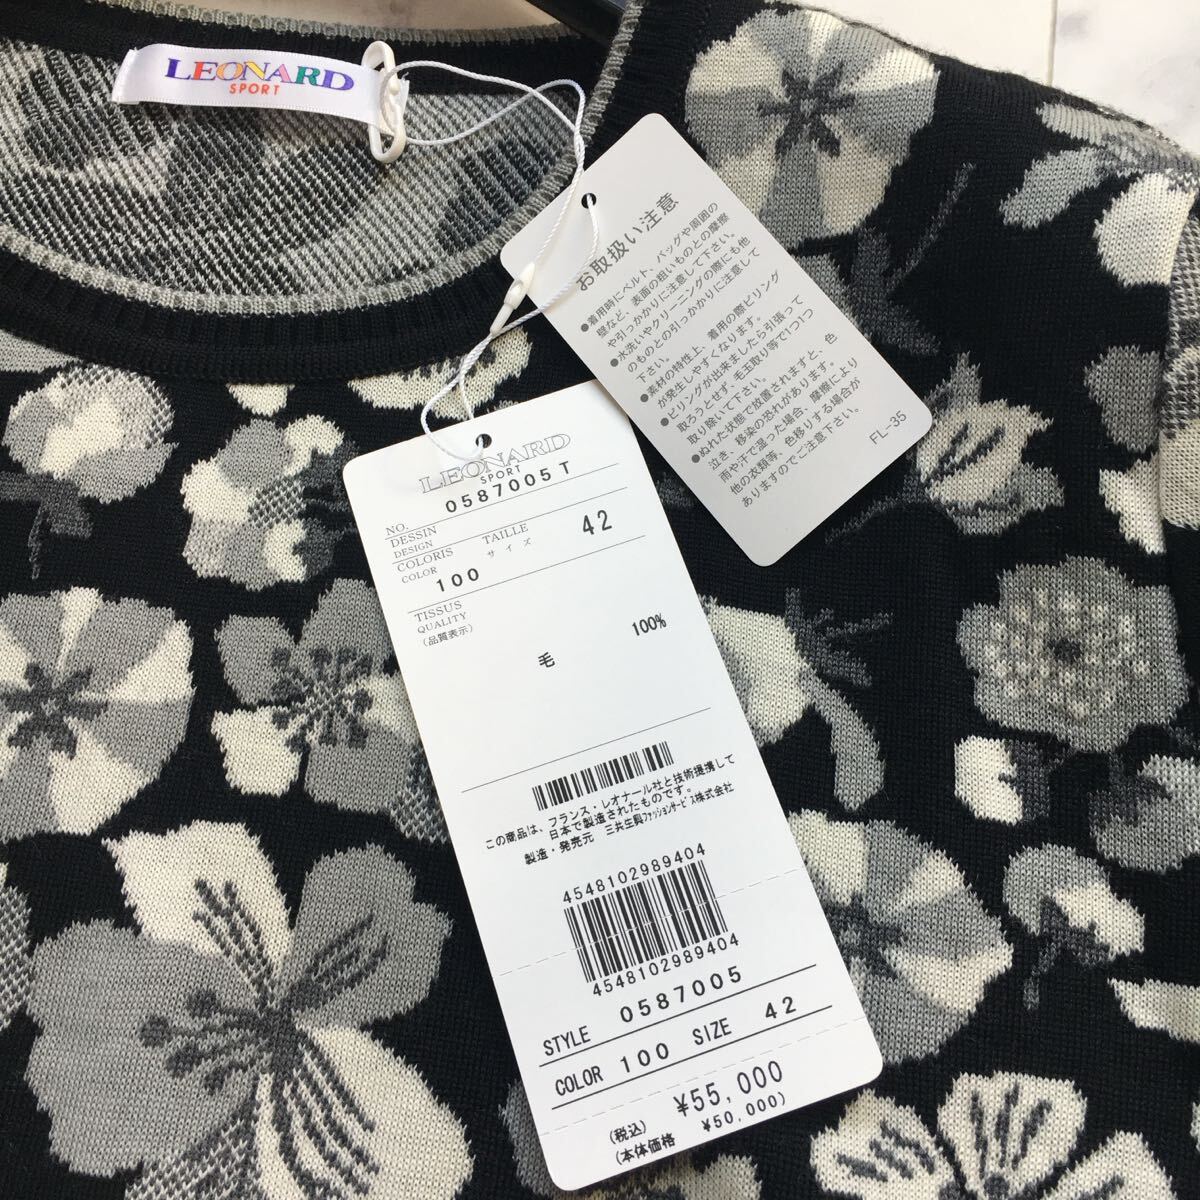 LEONARD
SPORT
お取扱い注意
●着用時にベルト、バッグや周囲の
壁など、表面の粗いものとの摩擦
や引っかかりに注意して下さい。
●水洗いやクリーニングの際にも他
のものとの引っかかりに注意して
下さい。
●素材の特性上、着用の際ピリング
が発生しやすくなります。
●ピリングが出来ましたら引張って
取ろうとせず、毛玉取り等で1つ1つ
取り除いて下さい。
●ぬれた状態で放置されますと、色
泣き、移染の恐れがあります。
雨や汗で湿った場合、摩擦により
他の衣類等へ色移りする場合が
ありますのでご注意下さい。
FL-35
LEONARD
SPORT
NO. 0587005T
DESSIN
DESIGN
COLORIS TAILLE 42
COLOR サイズ
100
TISSUS
QUALITY
(品質表示)
毛 100%
この商品は、フランス・レオナール社と技術提携して
日本で製造されたものです。
製造・発売元 三共生興ファッションサービス株式会社
4548102989404
4548102989404
STYLE 0587005
COLOR 100 SIZE 42
¥55,000
(税込)
(本体価格 ¥50,000)